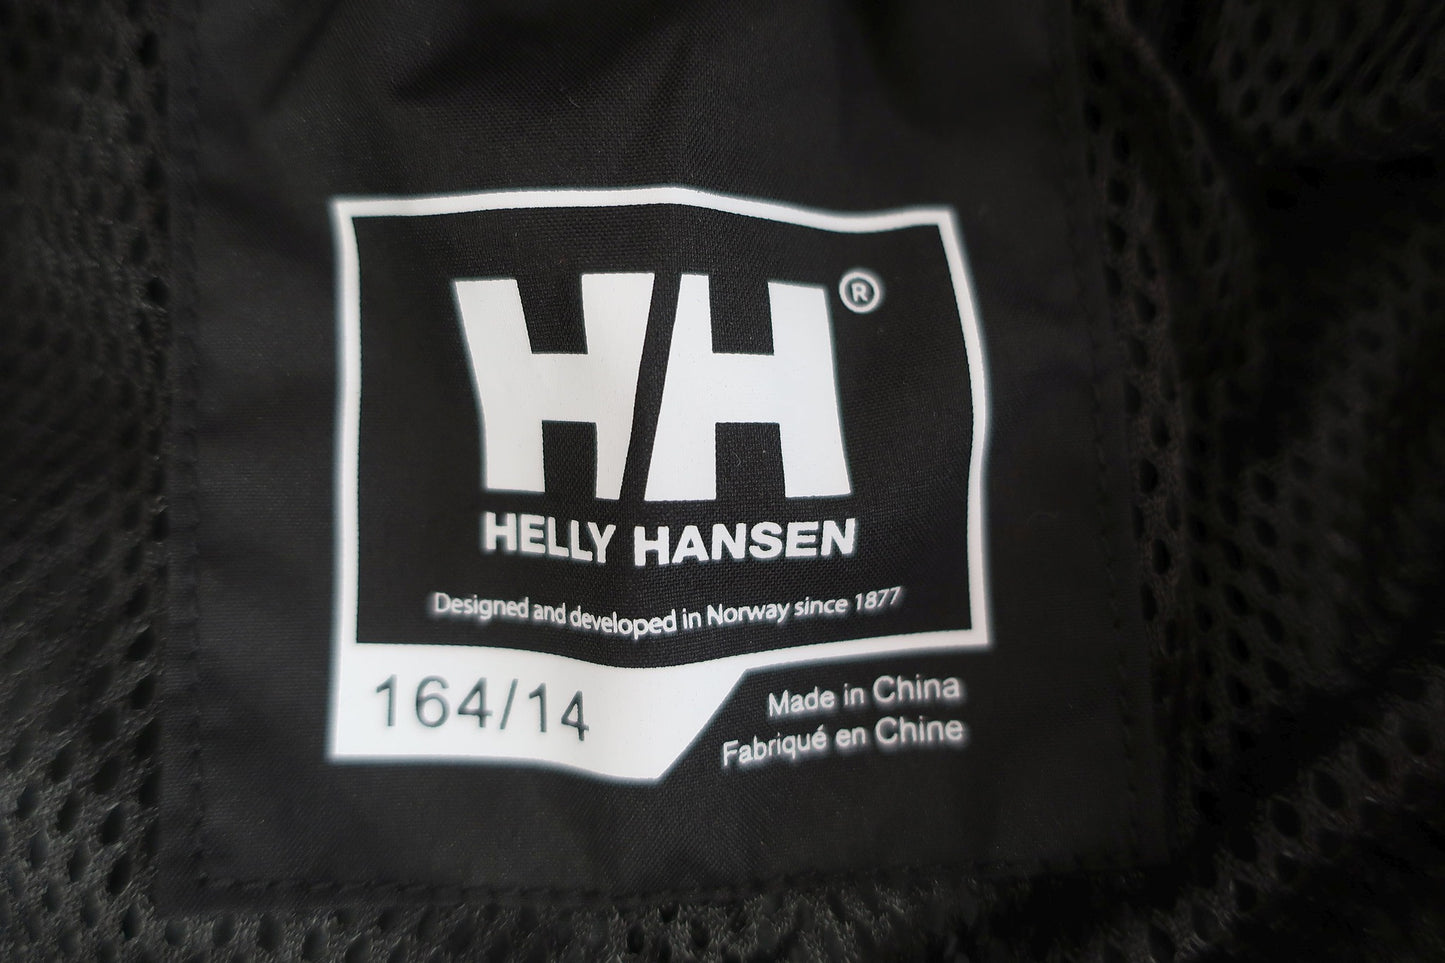 HH®
HELLY HANSEN
Designed and developed in Norway since 1877
164/14
Made in China
Fabriqué en Chine